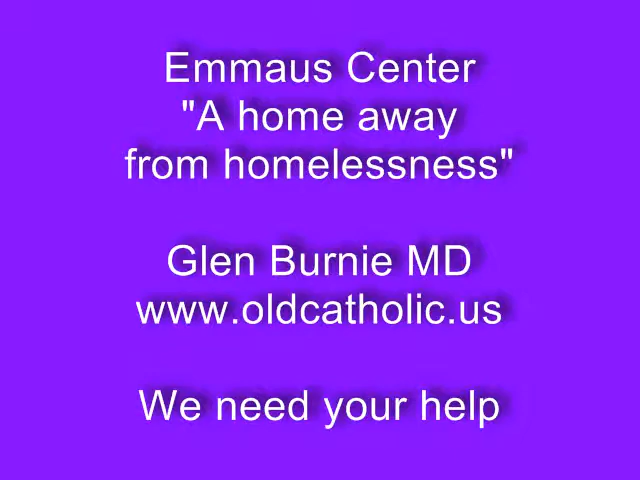 Emmaus Center
"A home away
from homelessness"
Glen Burnie MD
www.oldcatholic.us
We need your help